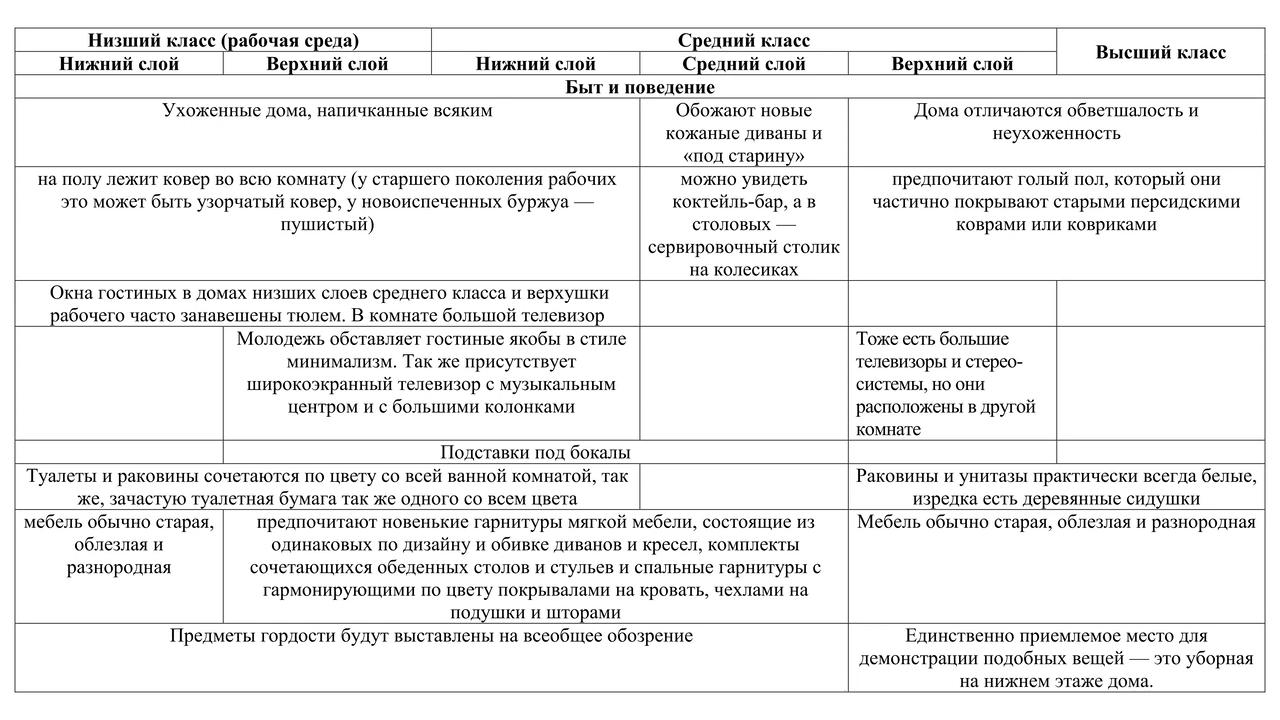 Низший класс (рабочая среда)
Средний класс
Высший класс
Нижний слой
Верхний слой
Нижний слой
Средний слой
Верхний слой
Быт и поведение
Ухоженные дома, напичканные всяким
Обожают новые
кожаные диваны и
«под старину»
Дома отличаются обветшалость и
неухоженность
на полу лежит ковер во всю комнату (у старшего поколения рабочих
это может быть узорчатый ковер, у новоиспеченных буржуа —
пушистый)
можно увидеть
коктейль-бар, а в
столовых —
сервировочный столик
на колесиках
предпочитают голый пол, который они
частично покрывают старыми персидскими
коврами или ковриками
Окна гостиных в домах низших слоев среднего класса и верхушки
рабочего часто занавешены тюлем. В комнате большой телевизор
Молодежь обставляет гостиные якобы в стиле
минимализм. Так же присутствует
широкоэкранный телевизор с музыкальным
центром и с большими колонками
Тоже есть большие
телевизоры и стерео-
системы, но они
расположены в другой
комнате
Подставки под бокалы
Туалеты и раковины сочетаются по цвету со всей ванной комнатой, так
же, зачастую туалетная бумага так же одного со всем цвета
Раковины и унитазы практически всегда белые,
изредка есть деревянные сидушки
мебель обычно старая,
облезлая и
разнородная
предпочитают новенькие гарнитуры мягкой мебели, состоящие из
одинаковых по дизайну и обивке диванов и кресел, комплекты
сочетающихся обеденных столов и стульев и спальные гарнитуры с
гармонирующими по цвету покрывалами на кровать, чехлами на
подушки и шторами
Мебель обычно старая, облезлая и разнородная
Предметы гордости будут выставлены на всеобщее обозрение
Единственно приемлемое место для
демонстрации подобных вещей — это уборная
на нижнем этаже дома.